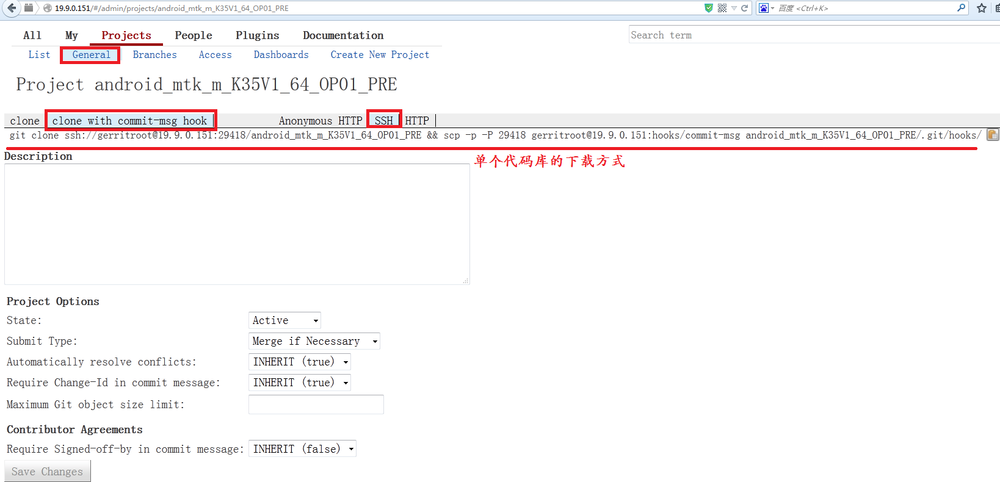 19.9.0.151/#/admin/projects/android_mtk_m_K35V1_64_OP01_PRE
百度 <Ctrl+K>
All My Projects People Plugins Documentation
Search term
List General Branches Access Dashboards Create New Project
Project android_mtk_m_K35V1_64_OP01_PRE
clone clone with commit-msg hook Anonymous HTTP SSH HTTP
git clone ssh://gerritroot@19.9.0.151:29418/android_mtk_m_K35V1_64_OP01_PRE && scp -p -P 29418 gerritroot@19.9.0.151:hooks/commit-msg android_mtk_m_K35V1_64_OP01_PRE/.git/hooks/
Description
单个代码库的下载方式
Project Options
State: Active
Submit Type: Merge if Necessary
Automatically resolve conflicts: INHERIT (true)
Require Change-Id in commit message: INHERIT (true)
Maximum Git object size limit:
Contributor Agreements
Require Signed-off-by in commit message: INHERIT (false)
Save Changes